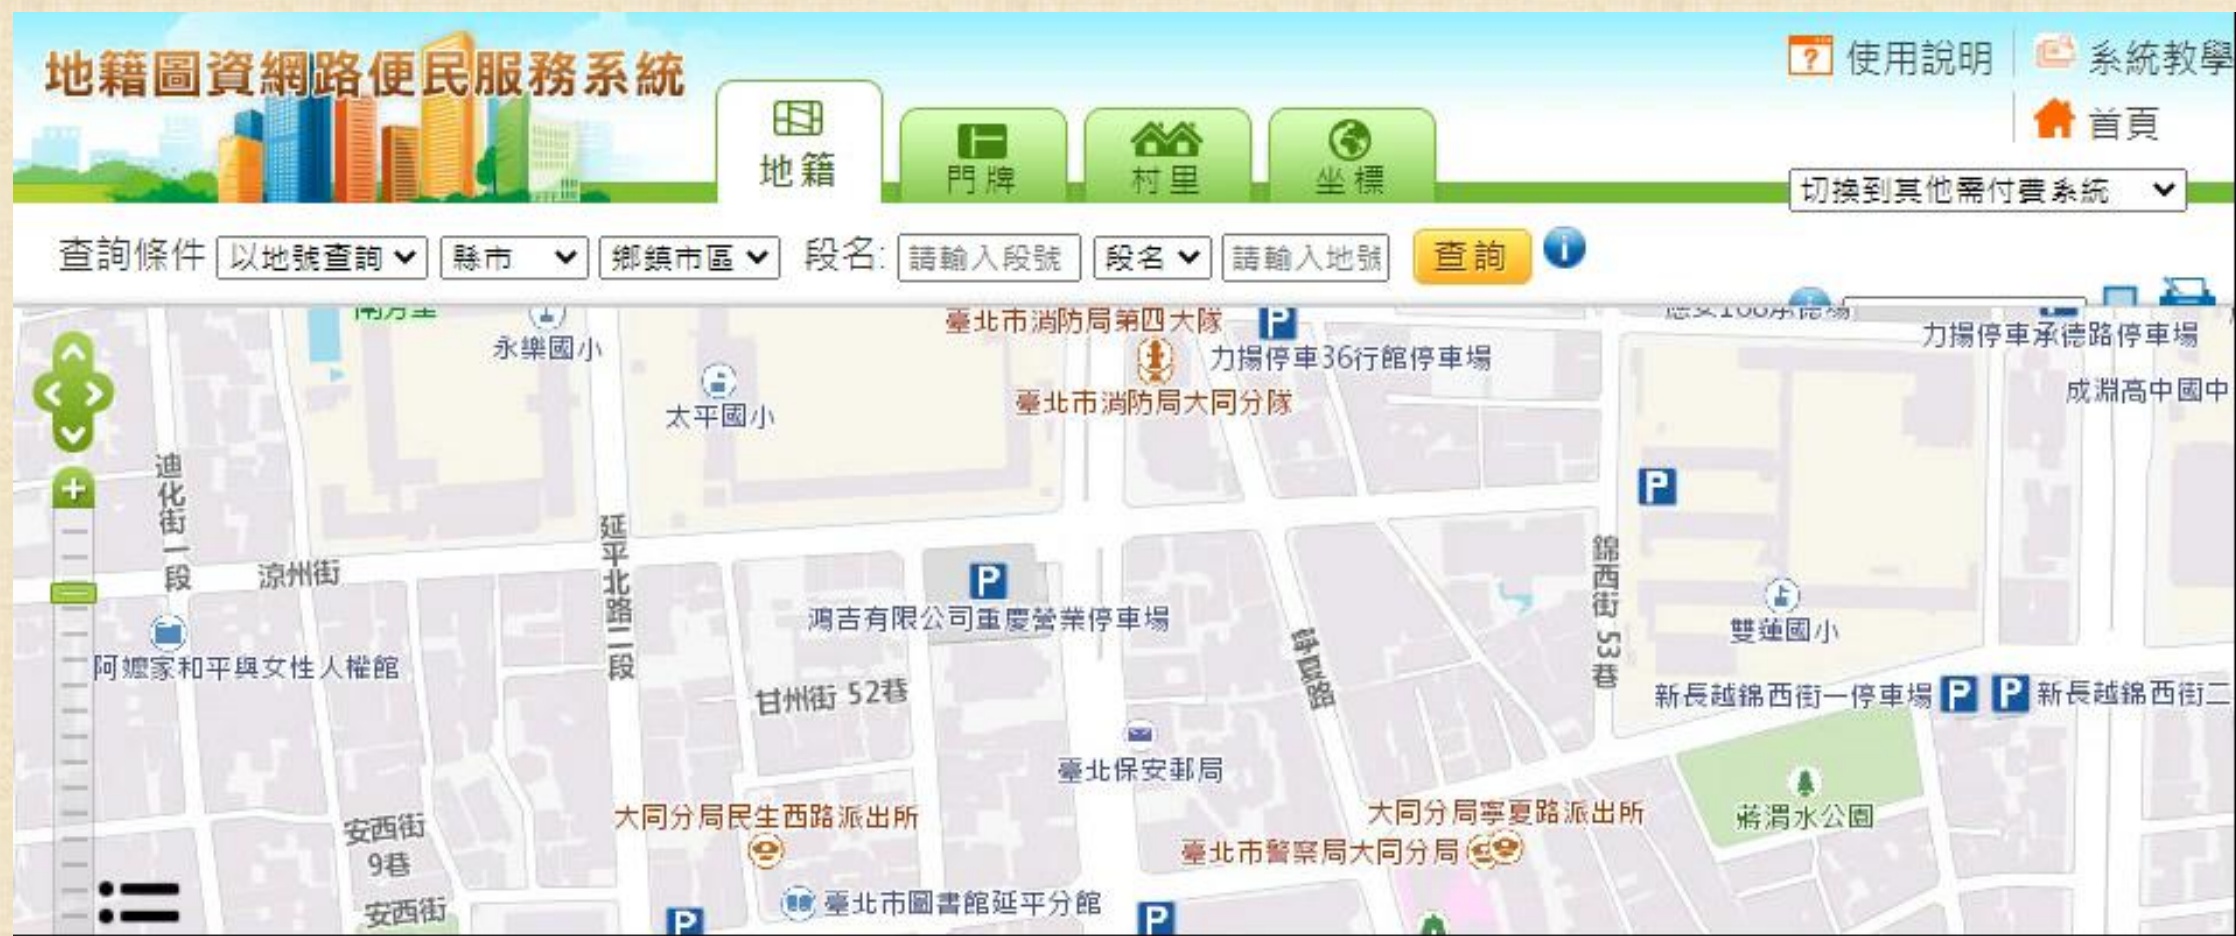 地籍圖資網路便民服務系統
使用說明
系統教學
首頁
地籍
門牌
村里
坐標
切換到其他需付費系統
查詢條件 以地號查詢 縣市 鄉鎮市區 段名: 請輸入段號 段名 請輸入地號 查詢
永樂國小
太平國小
臺北市消防局第四大隊
力揚停車36行館停車場
臺北市消防局大同分隊
力揚停車承德路停車場
成淵高中國中
迪化街一段
涼州街
延平北路二段
錦西街 53巷
鴻吉有限公司重慶營業停車場
阿嬤家和平與女性人權館
雙蓮國小
甘州街 52巷
新長越錦西街一停車場
新長越錦西街二
臺北保安郵局
大同分局民生西路派出所
大同分局寧夏路派出所
蔣渭水公園
安西街
9巷
臺北市警察局大同分局
臺北市圖書館延平分館
安西街